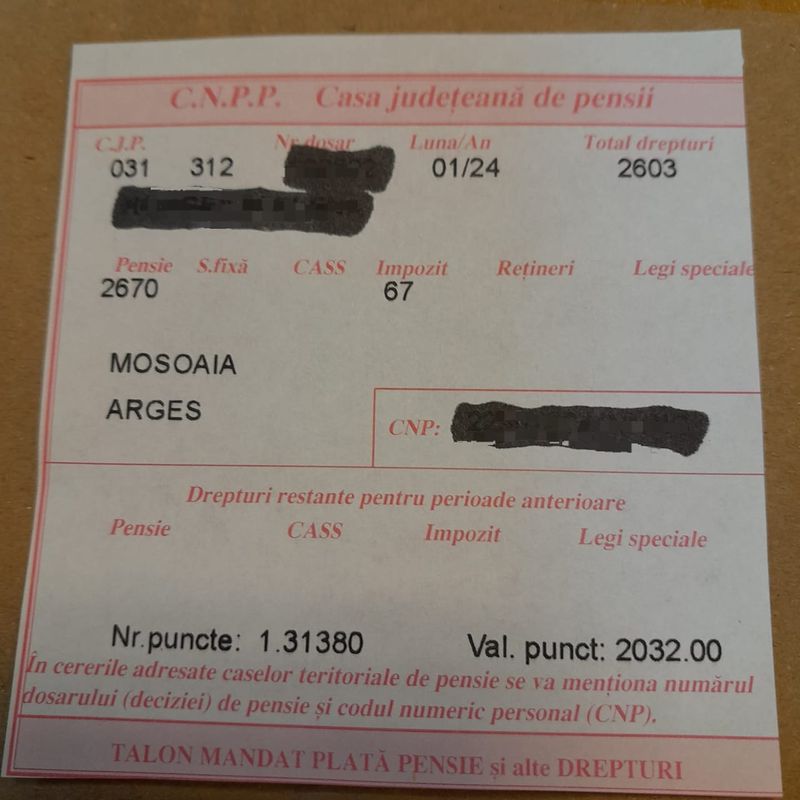 C.N.P.P. Casa județeană de pensii
C.J.P. Nr dosar Luna/An Total drepturi
031 312 01/24 2603
Pensie S.fixă CASS Impozit Rețineri Legi speciale
2670 67
MOSOAIA
ARGES
CNP:
Drepturi restante pentru perioade anterioare
Pensie CASS Impozit Legi speciale
Nr.puncte: 1.31380 Val. punct: 2032.00
În cererile adresate caselor teritoriale de pensie se va menționa numărul
dosarului (deciziei) de pensie și codul numeric personal (CNP).
TALON MANDAT PLATĂ PENSIE și alte DREPTURI